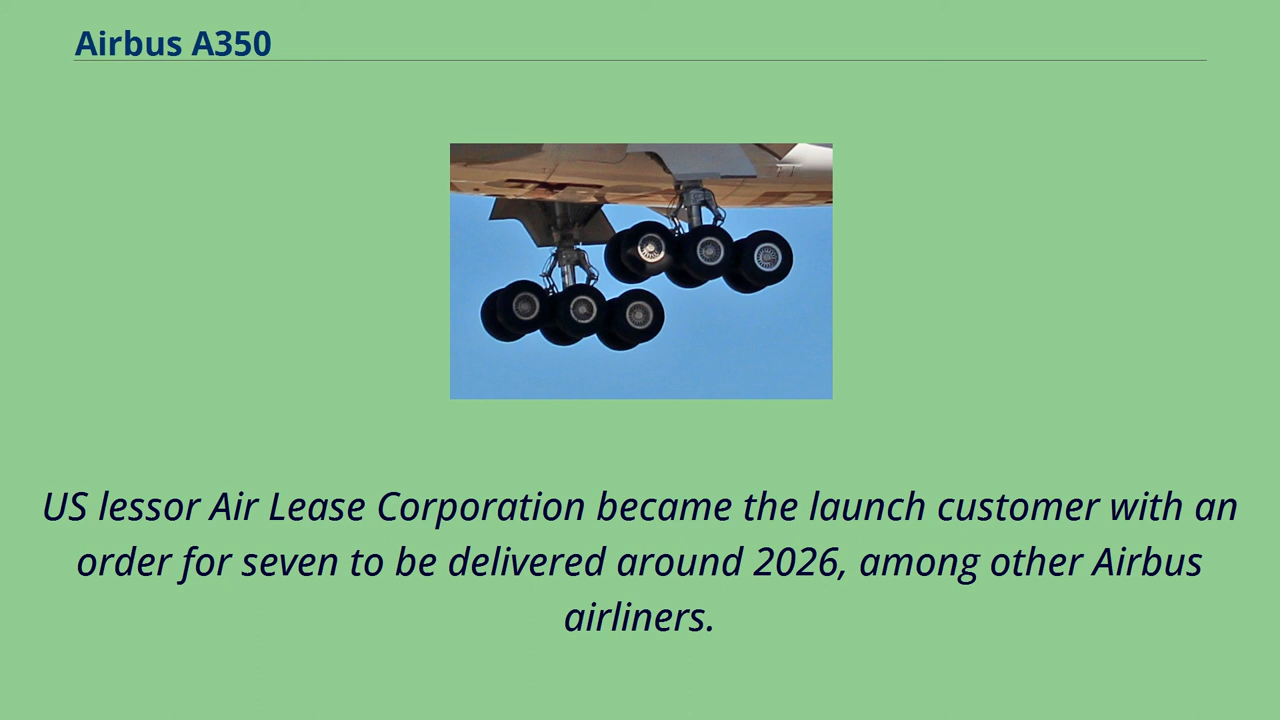 Airbus A350
US lessor Air Lease Corporation became the launch customer with an
order for seven to be delivered around 2026, among other Airbus
airliners.